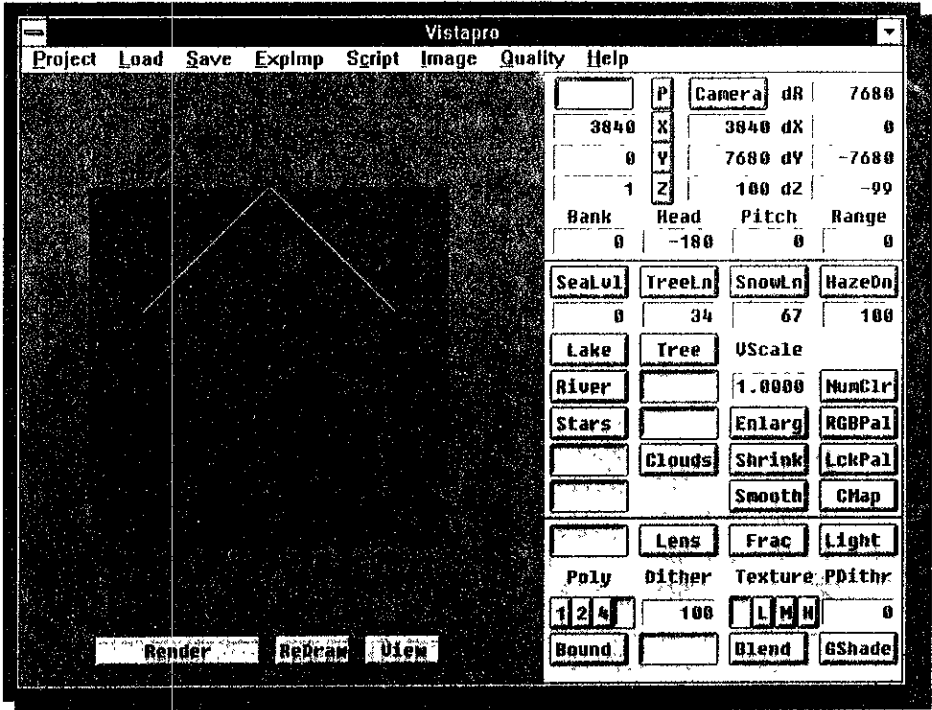 Vistapro
Project Load Save ExpImp Script Image Quality Help
P Camera dR 7680
3840 X 3840 dX 0
0 Y 7680 dY -7680
1 Z 100 dZ -99
Bank Head Pitch Range
0 -180 0 0
SeaLvl TreeLn SnowLn HazeDn
0 34 67 100
Lake Tree VScale
River 1.0000 NumClr
Stars Enlarg RGBPal
Clouds Shrink LckPal
Smooth CMap
Lens Frac Light
Poly Dither Texture PDithr
1 2 4 100 L M H 0
Render ReDraw View Bound Blend GShade